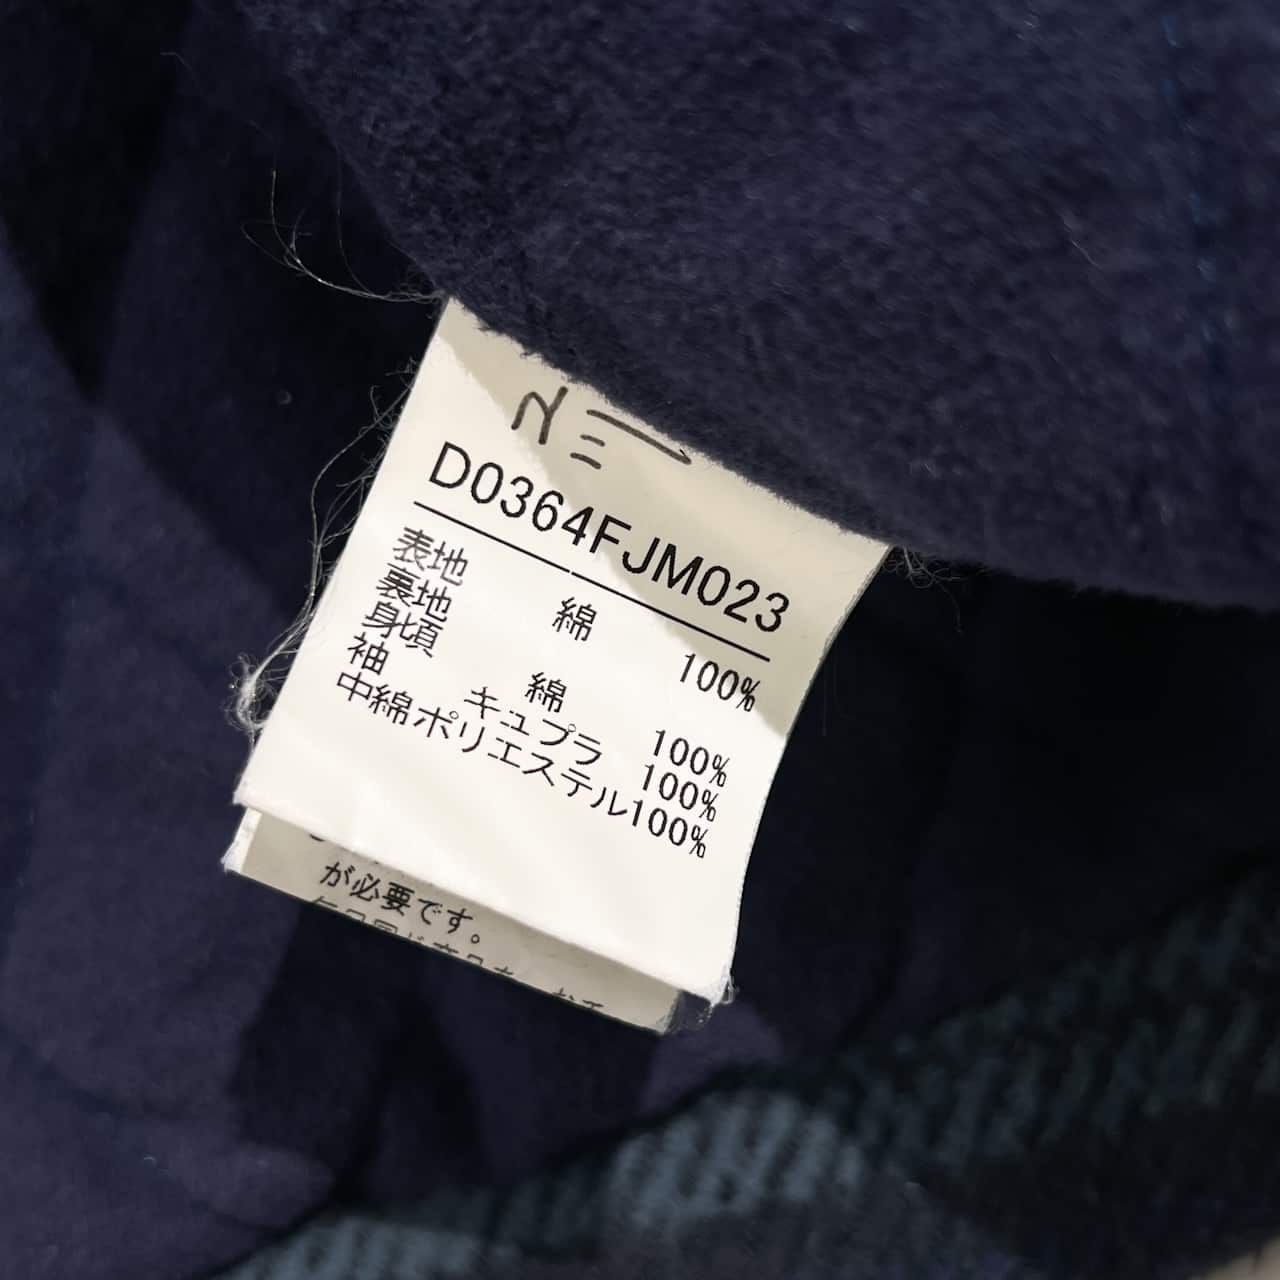 D0364FJM023
表地 綿 100%
裏地
身頃 綿 100%
袖 キュプラ 100%
中綿 ポリエステル100%
が必要です。